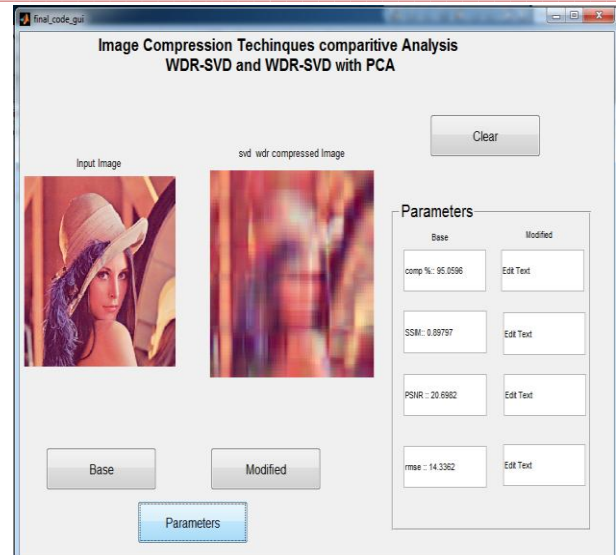 final_code_gui
Image Compression Techinques comparitive Analysis
WDR-SVD and WDR-SVD with PCA
Clear
Input Image
svd wdr compressed Image
Parameters
Base
Modified
comp %:: 95.0596
Edit Text
SSIM:: 0.89797
Edit Text
PSNR :: 20.6982
Edit Text
rmse :: 14.3362
Edit Text
Base
Modified
Parameters